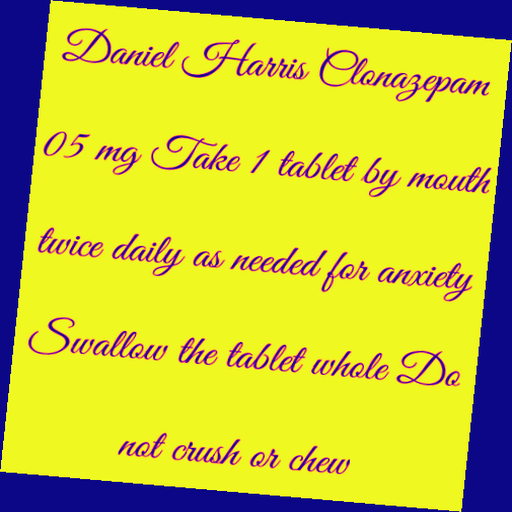 Daniel Harris Clonazepam
05 mg Take 1 tablet by mouth
twice daily as needed for anxiety
Swallow the tablet whole Do
not crush or chew